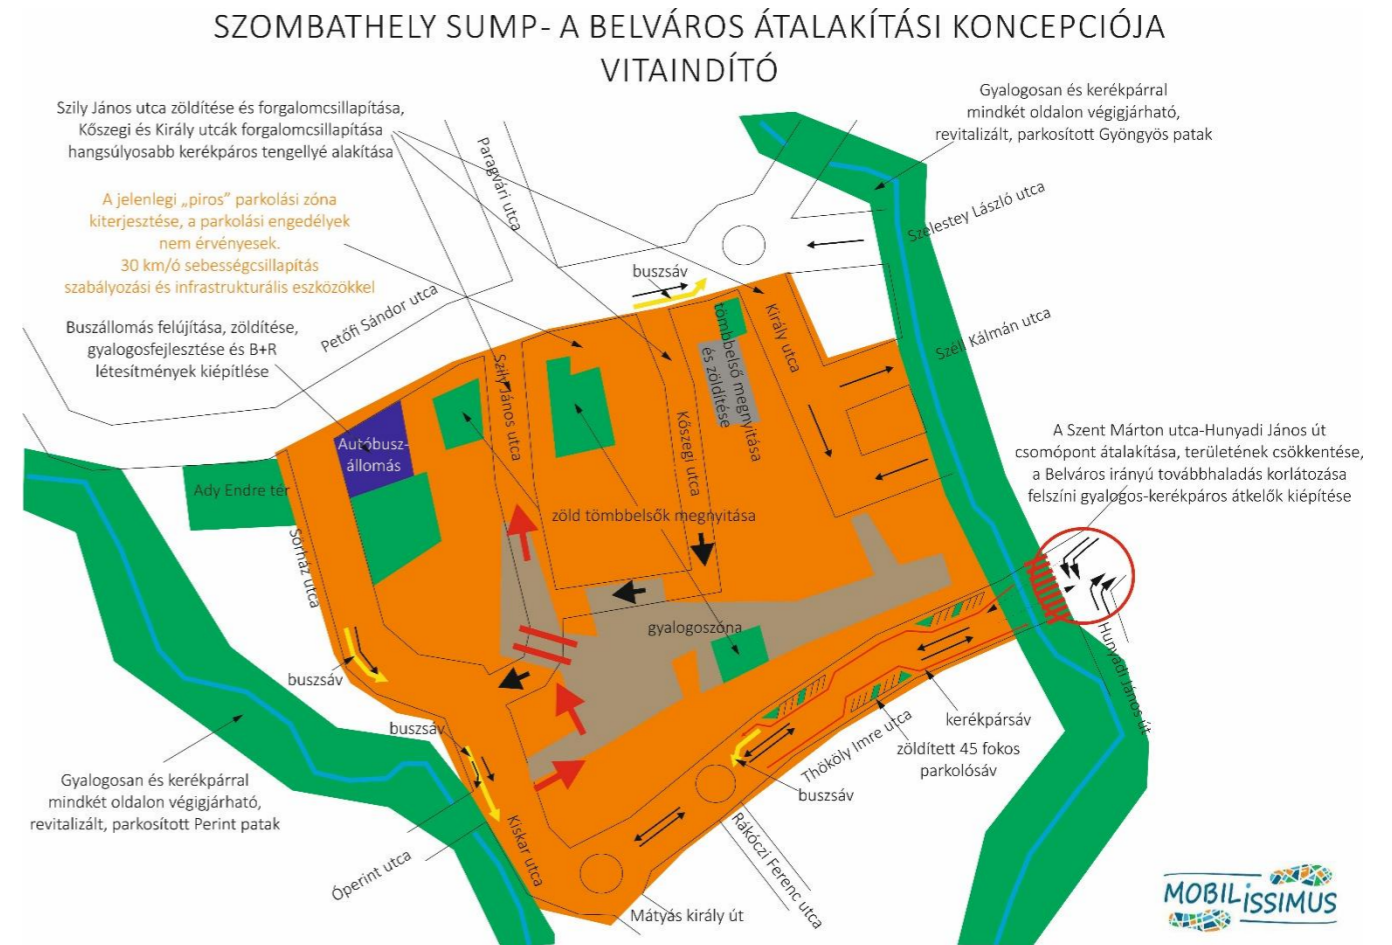 SZOMBATHELY SUMP- A BELVÁROS ÁTALAKÍTÁSI KONCEPCIÓJA
VITAINDÍTÓ
Szily János utca zöldítése és forgalomcsillapítása,
Kőszegi és Király utcák forgalomcsillapítása
hangsúlyosabb kerékpáros tengellyé alakítása
Gyalogosan és kerékpárral
mindkét oldalon végigjárható,
revitalizált, parkosított Gyöngyös patak
A jelenlegi „piros” parkolási zóna
kiterjesztése, a parkolási engedélyek
nem érvényesek.
30 km/ó sebességcsillapítás
szabályozási és infrastrukturális eszközökkel
Buszállomás felújítása, zöldítése,
gyalogosfejlesztése és B+R
létesítmények kiépítlése
Paragvári utca
Szelestey László utca
Petőfi Sándor utca
buszsáv
Király utca
Széll Kálmán utca
tömbbelső megnyitása
és zöldítése
Szily János utca
Kőszegi utca
Autóbusz-
állomás
Ady Endre tér
zöld tömbbelsők megnyitása
A Szent Márton utca-Hunyadi János út
csomópont átalakítása, területének csökkentése,
a Belváros irányú továbbhaladás korlátozása
felszíni gyalogos-kerékpáros átkelők kiépítése
Sörház utca
gyalogoszóna
Hunyadi János út
buszsáv
buszsáv
kerékpársáv
zöldített 45 fokos
parkolósáv
Thököly Imre utca
buszsáv
Gyalogosan és kerékpárral
mindkét oldalon végigjárható,
revitalizált, parkosított Perint patak
Kiskar utca
Óperint utca
Rákóczi Ferenc utca
Mátyás király út
MOBILISSIMUS